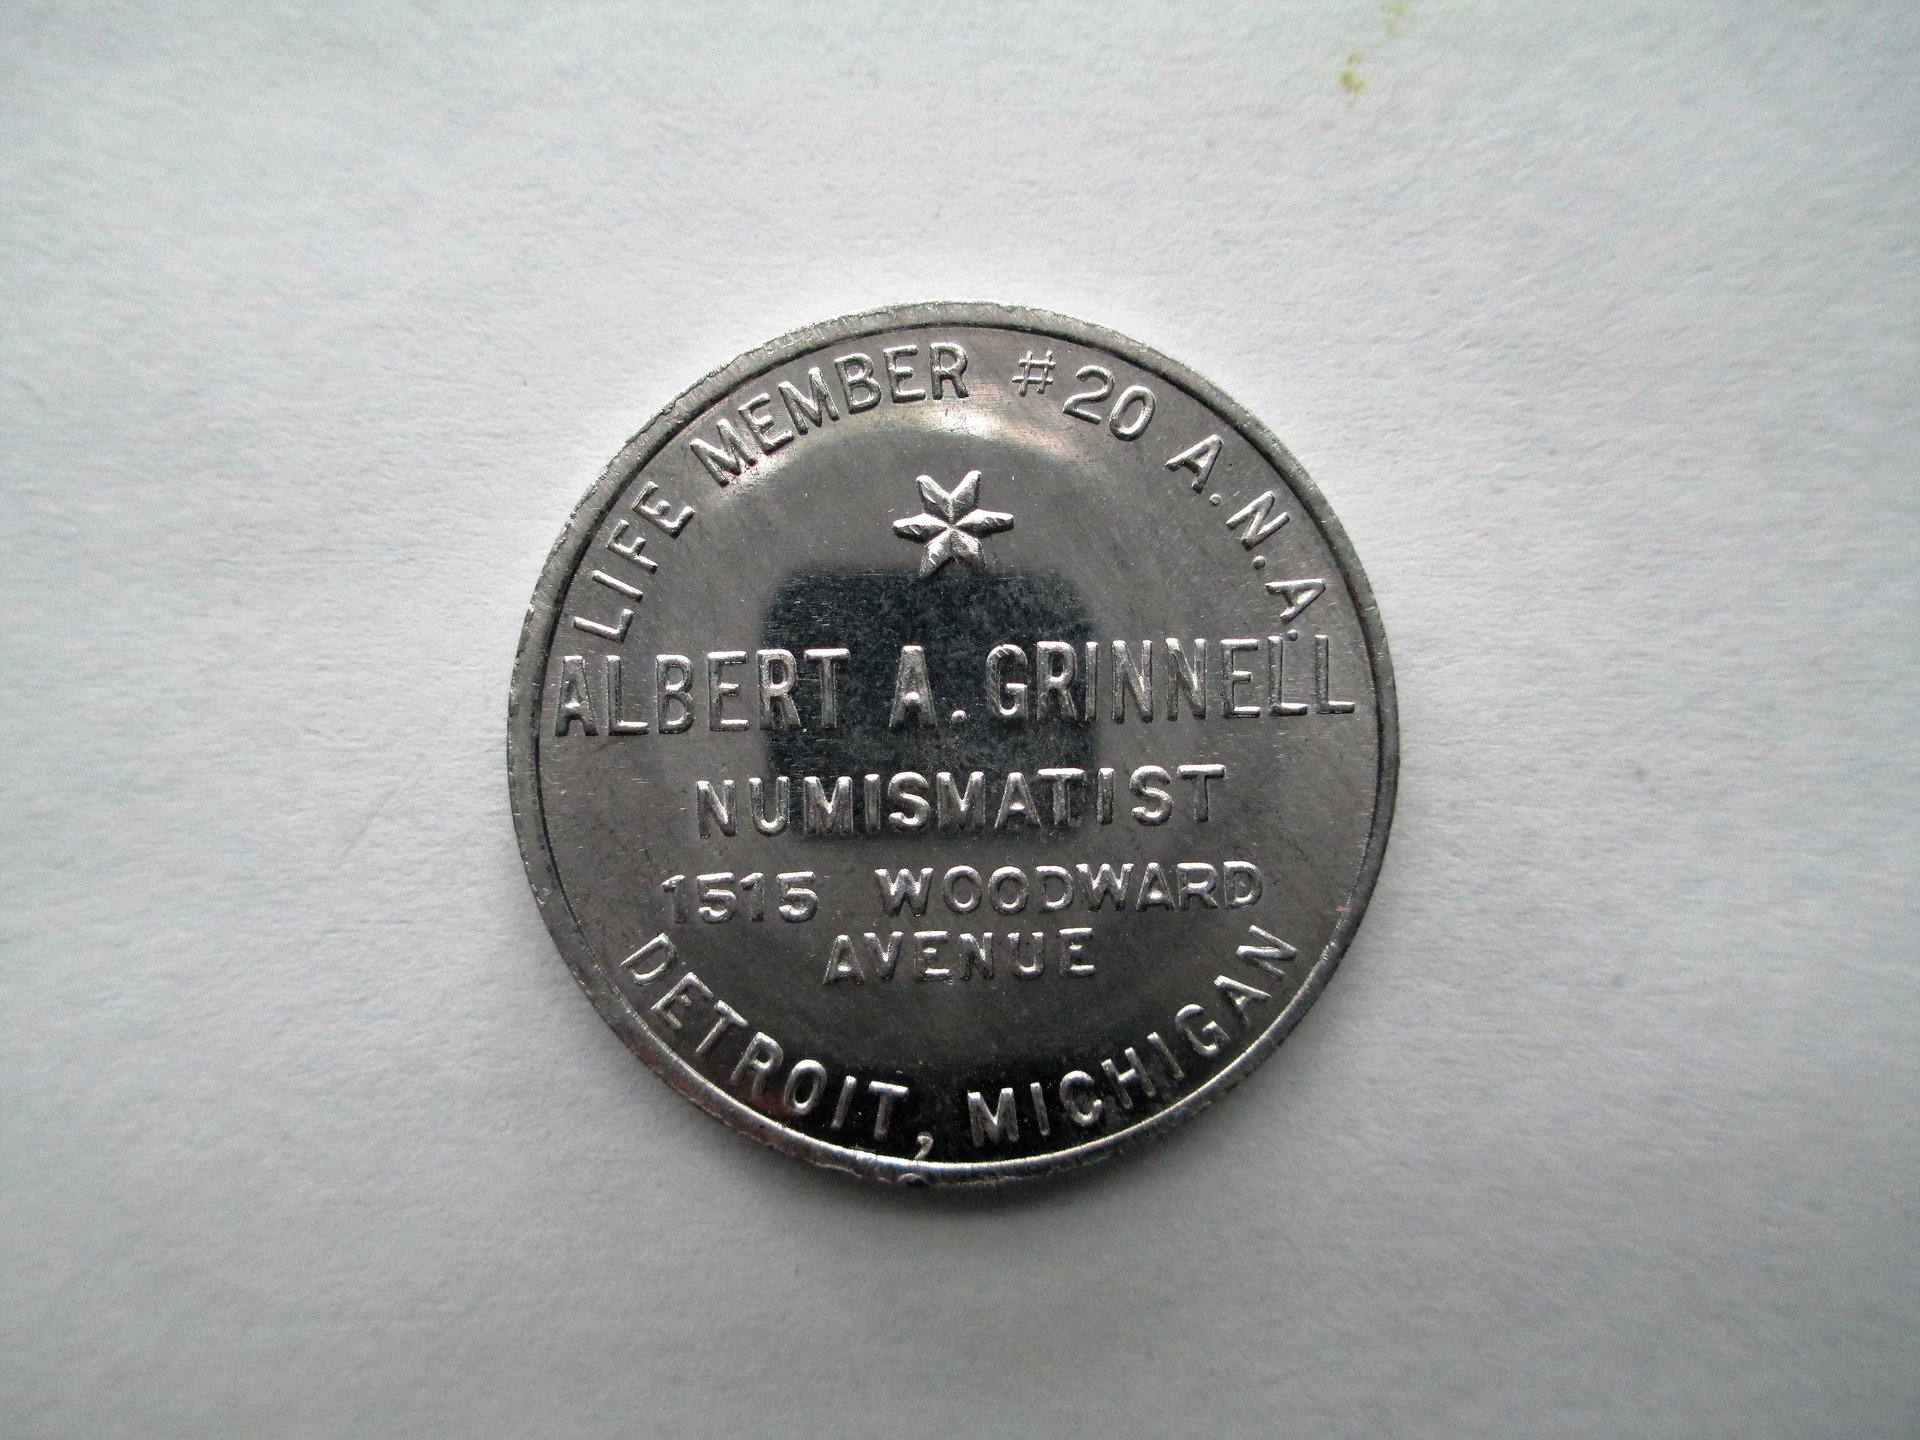 LIFE MEMBER #20 A.N.A.
ALBERT A. GRINNELL
NUMISMATIST
1515 WOODWARD
AVENUE
DETROIT, MICHIGAN